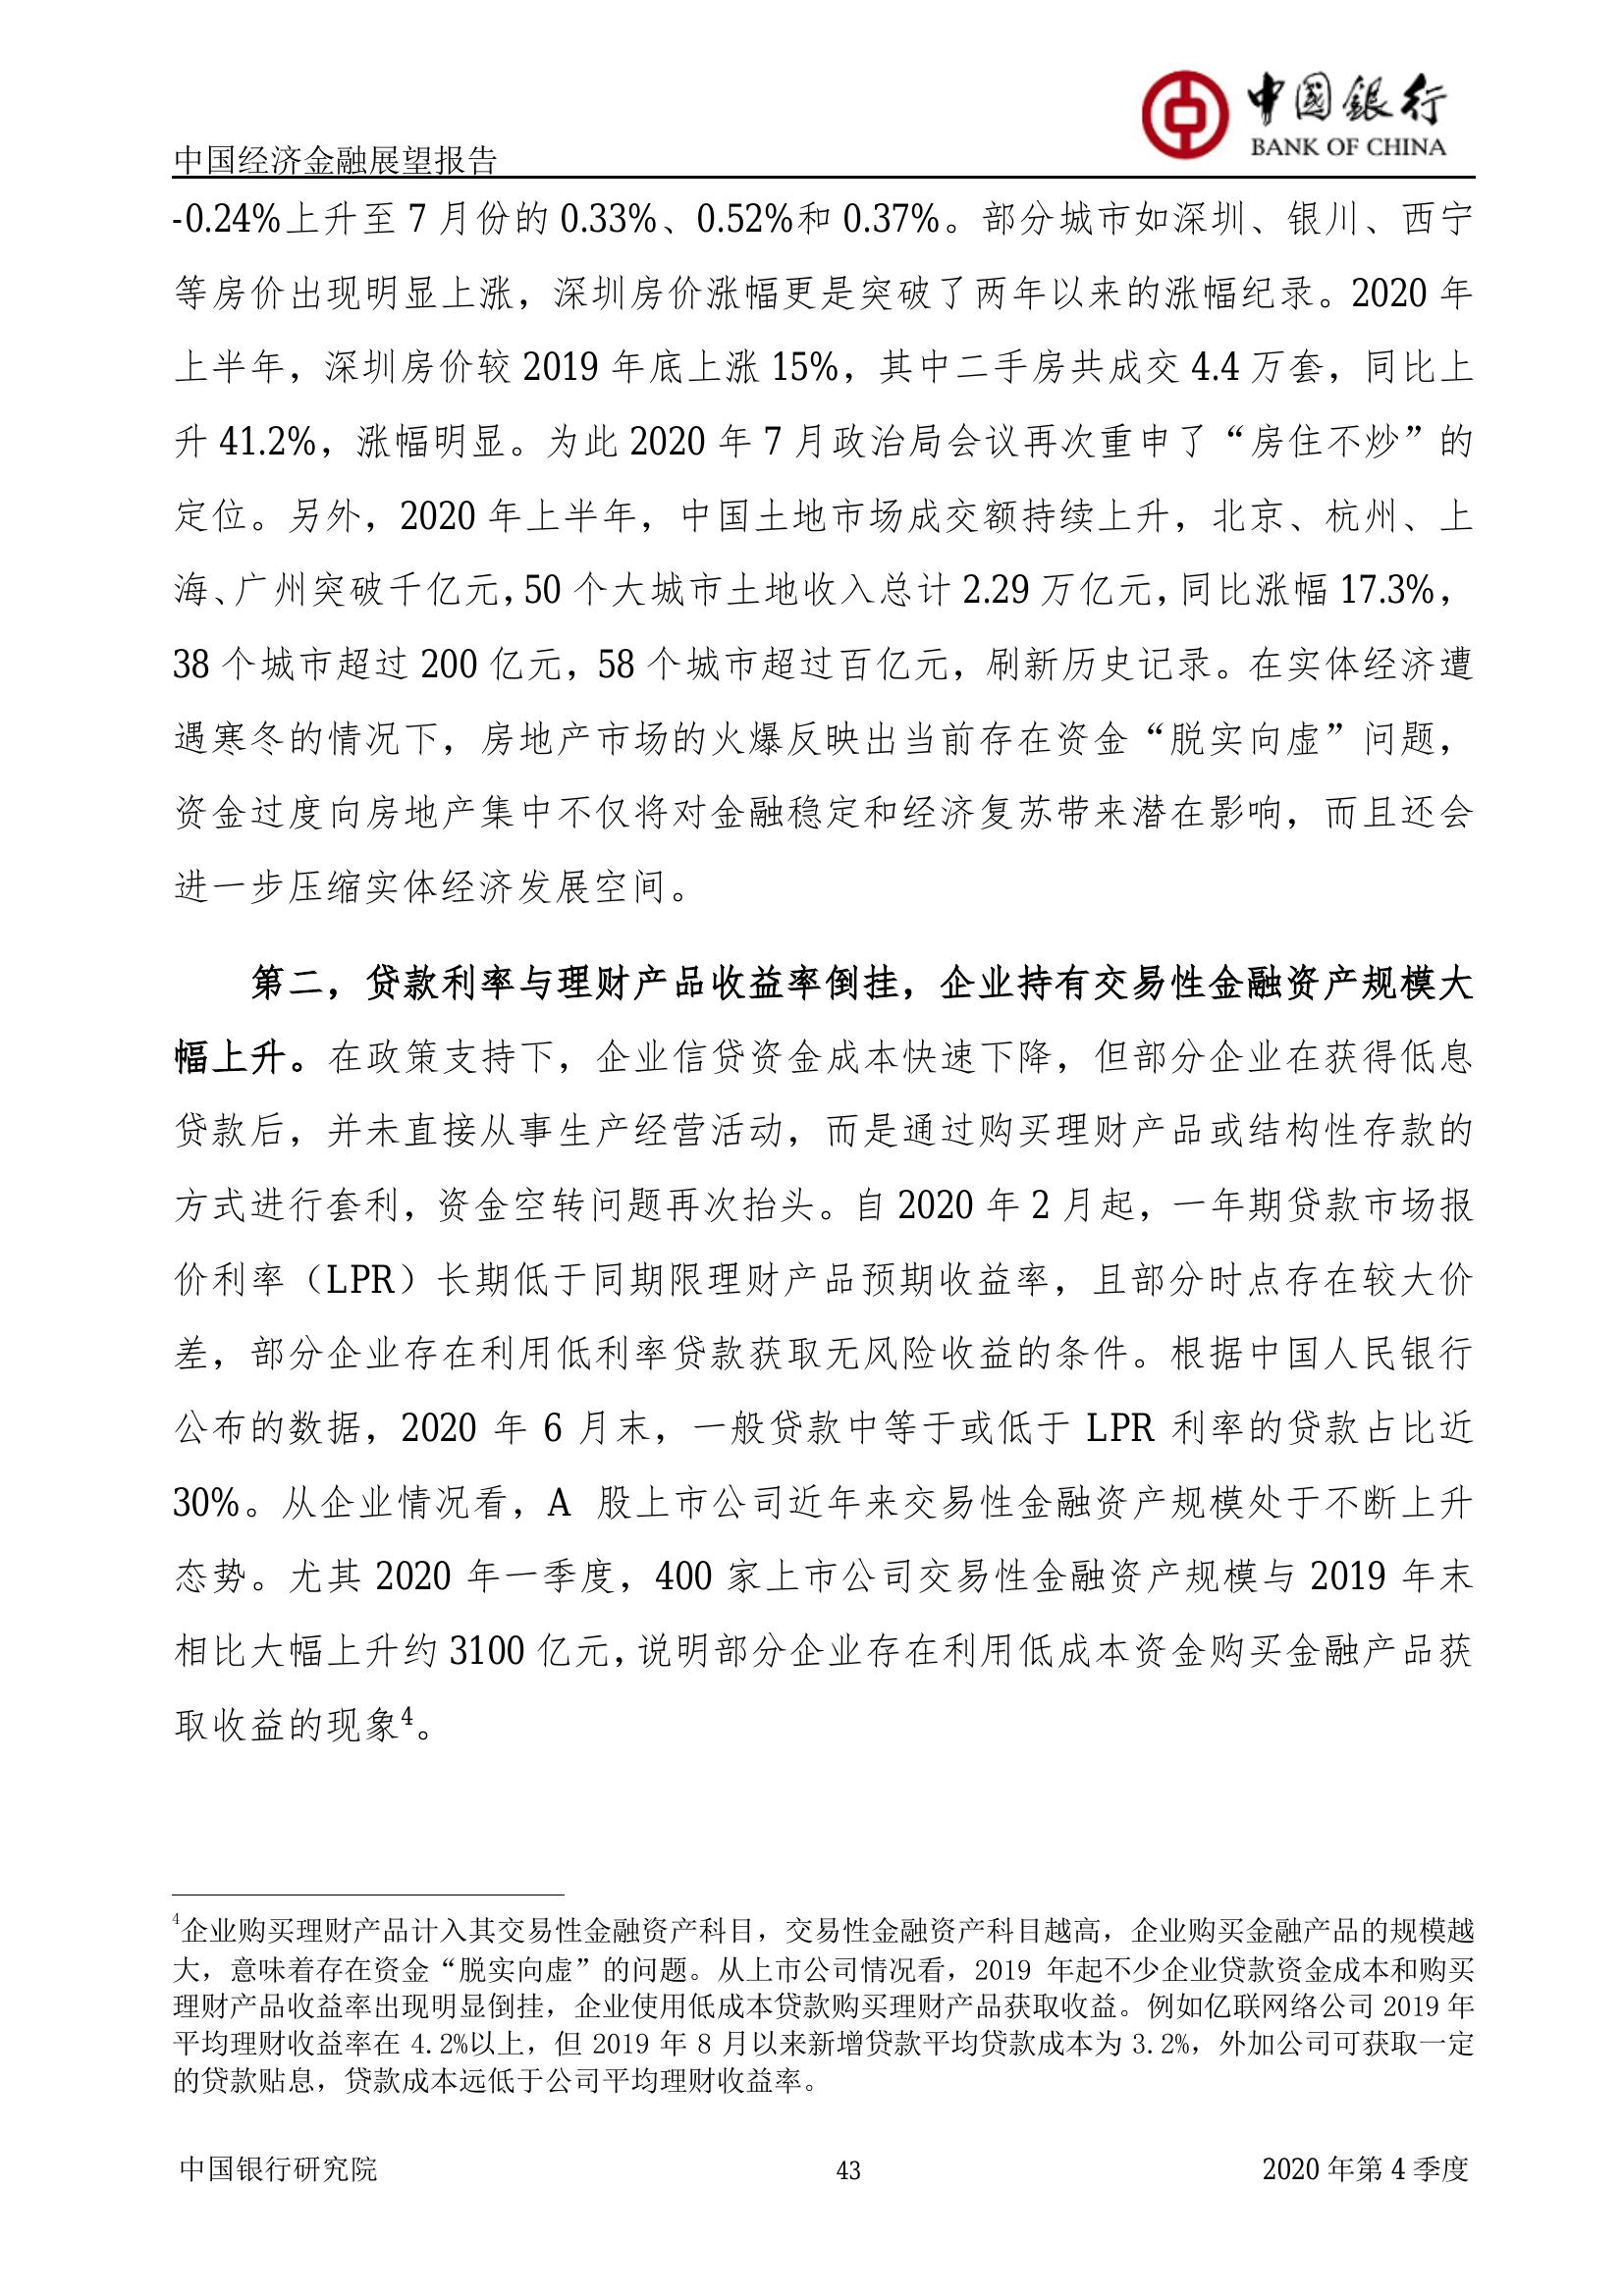 中国银行
BANK OF CHINA
中国经济金融展望报告
-0.24%上升至 7 月份的 0.33%、0.52%和 0.37%。部分城市如深圳、银川、西宁
等房价出现明显上涨，深圳房价涨幅更是突破了两年以来的涨幅纪录。2020 年
上半年，深圳房价较 2019 年底上涨 15%，其中二手房共成交 4.4 万套，同比上
升 41.2%，涨幅明显。为此 2020 年 7 月政治局会议再次重申了“房住不炒”的
定位。另外，2020 年上半年，中国土地市场成交额持续上升，北京、杭州、上
海、广州突破千亿元，50 个大城市土地收入总计 2.29 万亿元，同比涨幅 17.3%，
38 个城市超过 200 亿元，58 个城市超过百亿元，刷新历史记录。在实体经济遭
遇寒冬的情况下，房地产市场的火爆反映出当前存在资金“脱实向虚”问题，
资金过度向房地产集中不仅将对金融稳定和经济复苏带来潜在影响，而且还会
进一步压缩实体经济发展空间。
第二，贷款利率与理财产品收益率倒挂，企业持有交易性金融资产规模大
幅上升。在政策支持下，企业信贷资金成本快速下降，但部分企业在获得低息
贷款后，并未直接从事生产经营活动，而是通过购买理财产品或结构性存款的
方式进行套利，资金空转问题再次抬头。自 2020 年 2 月起，一年期贷款市场报
价利率（LPR）长期低于同期限理财产品预期收益率，且部分时点存在较大价
差，部分企业存在利用低利率贷款获取无风险收益的条件。根据中国人民银行
公布的数据，2020 年 6 月末，一般贷款中等于或低于 LPR 利率的贷款占比近
30%。从企业情况看，A 股上市公司近年来交易性金融资产规模处于不断上升
态势。尤其 2020 年一季度，400 家上市公司交易性金融资产规模与 2019 年末
相比大幅上升约 3100 亿元，说明部分企业存在利用低成本资金购买金融产品获
取收益的现象4。
4企业购买理财产品计入其交易性金融资产科目，交易性金融资产科目越高，企业购买金融产品的规模越
大，意味着存在资金“脱实向虚”的问题。从上市公司情况看，2019 年起不少企业贷款资金成本和购买
理财产品收益率出现明显倒挂，企业使用低成本贷款购买理财产品获取收益。例如亿联网络公司 2019 年
平均理财收益率在 4.2%以上，但 2019 年 8 月以来新增贷款平均贷款成本为 3.2%，外加公司可获取一定
的贷款贴息，贷款成本远低于公司平均理财收益率。
中国银行研究院 43 2020 年第 4 季度